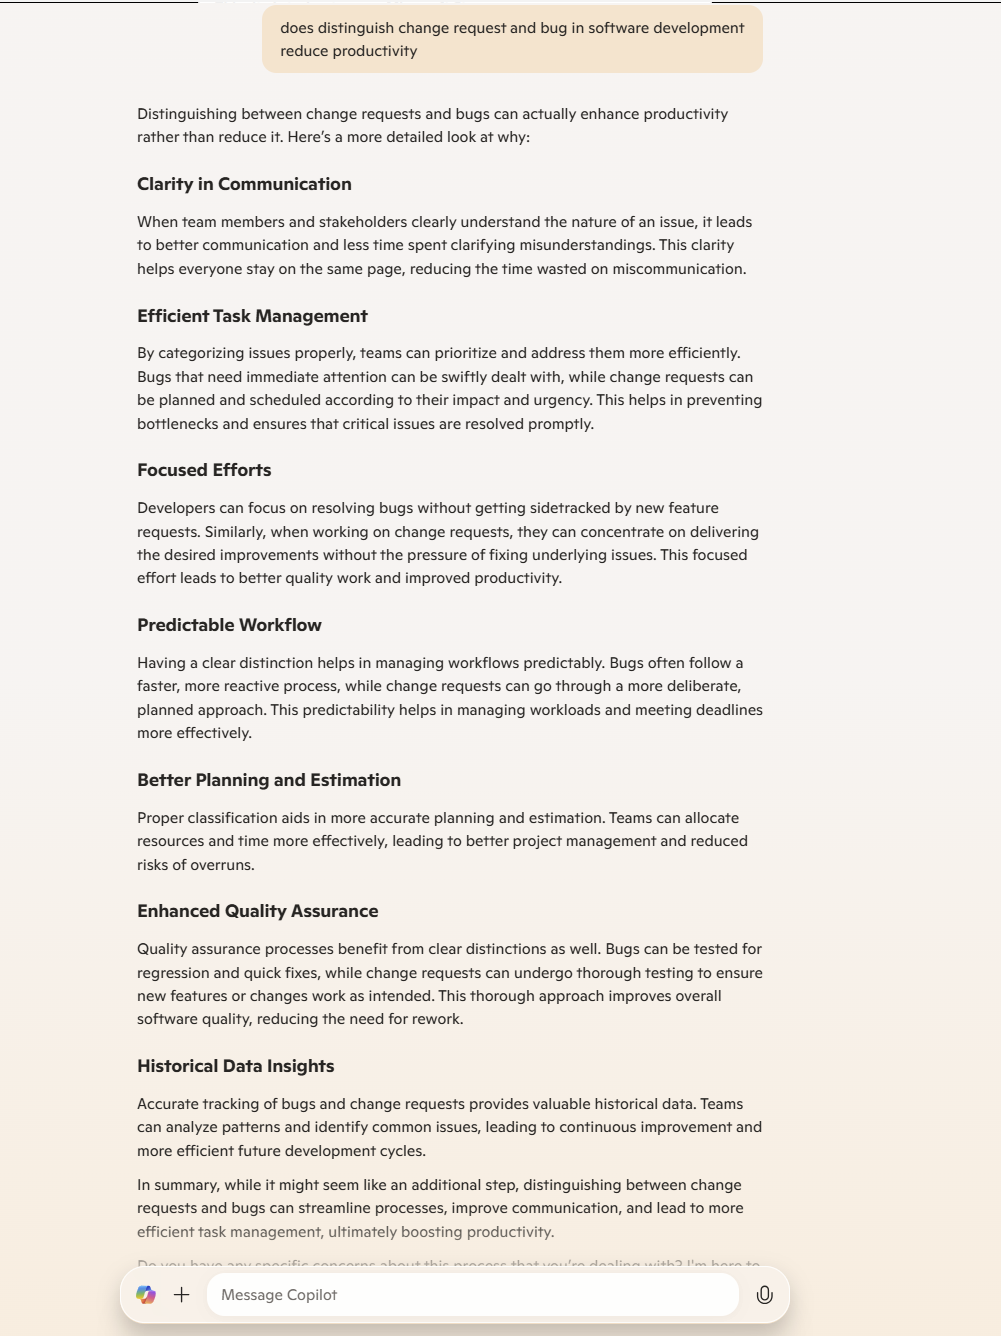 does distinguish change request and bug in software development
reduce productivity
Distinguishing between change requests and bugs can actually enhance productivity
rather than reduce it. Here’s a more detailed look at why:
Clarity in Communication
When team members and stakeholders clearly understand the nature of an issue, it leads
to better communication and less time spent clarifying misunderstandings. This clarity
helps everyone stay on the same page, reducing the time wasted on miscommunication.
Efficient Task Management
By categorizing issues properly, teams can prioritize and address them more efficiently.
Bugs that need immediate attention can be swiftly dealt with, while change requests can
be planned and scheduled according to their impact and urgency. This helps in preventing
bottlenecks and ensures that critical issues are resolved promptly.
Focused Efforts
Developers can focus on resolving bugs without getting sidetracked by new feature
requests. Similarly, when working on change requests, they can concentrate on delivering
the desired improvements without the pressure of fixing underlying issues. This focused
effort leads to better quality work and improved productivity.
Predictable Workflow
Having a clear distinction helps in managing workflows predictably. Bugs often follow a
faster, more reactive process, while change requests can go through a more deliberate,
planned approach. This predictability helps in managing workloads and meeting deadlines
more effectively.
Better Planning and Estimation
Proper classification aids in more accurate planning and estimation. Teams can allocate
resources and time more effectively, leading to better project management and reduced
risks of overruns.
Enhanced Quality Assurance
Quality assurance processes benefit from clear distinctions as well. Bugs can be tested for
regression and quick fixes, while change requests can undergo thorough testing to ensure
new features or changes work as intended. This thorough approach improves overall
software quality, reducing the need for rework.
Historical Data Insights
Accurate tracking of bugs and change requests provides valuable historical data. Teams
can analyze patterns and identify common issues, leading to continuous improvement and
more efficient future development cycles.
In summary, while it might seem like an additional step, distinguishing between change
requests and bugs can streamline processes, improve communication, and lead to more
efficient task management, ultimately boosting productivity.
Do you have any specific concerns about this process that you’re dealing with? I’m here to
Message Copilot